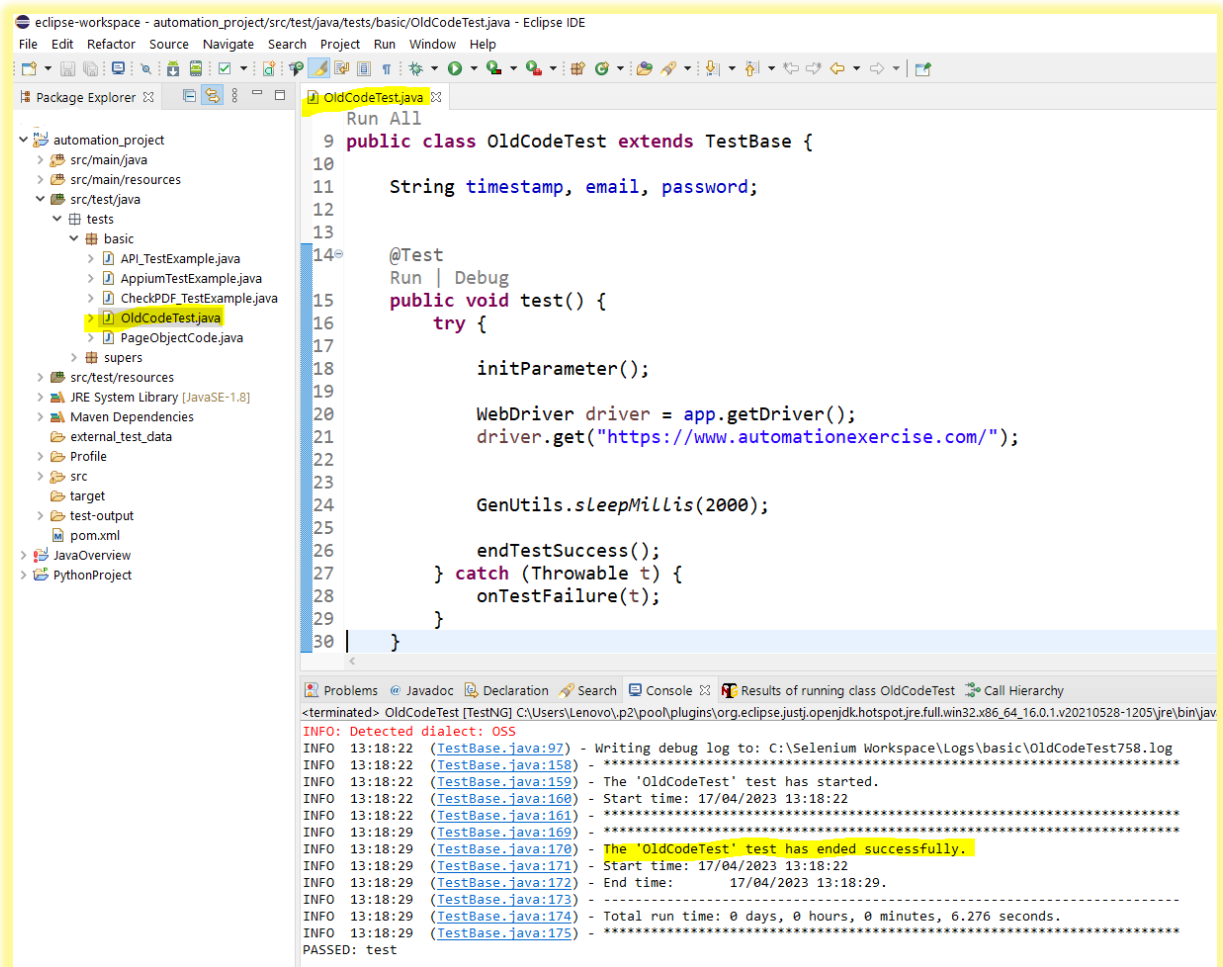 eclipse-workspace - automation_project/src/test/java/tests/basic/OldCodeTest.java - Eclipse IDE
File Edit Refactor Source Navigate Search Project Run Window Help
Package Explorer
automation_project
src/main/java
src/main/resources
src/test/java
tests
basic
API_TestExample.java
AppiumTestExample.java
CheckPDF_TestExample.java
OldCodeTest.java
PageObjectCode.java
supers
src/test/resources
JRE System Library [JavaSE-1.8]
Maven Dependencies
external_test_data
Profile
src
target
test-output
pom.xml
JavaOverview
PythonProject
OldCodeTest.java
Run All
9 public class OldCodeTest extends TestBase {
10
11 String timestamp, email, password;
12
13
14 @Test
Run | Debug
15 public void test() {
16 try {
17
18 initParameter();
19
20 WebDriver driver = app.getDriver();
21 driver.get("https://www.automationexercise.com/");
22
23
24 GenUtils.sleepMillis(2000);
25
26 endTestSuccess();
27 } catch (Throwable t) {
28 onTestFailure(t);
29 }
30 }
Problems @ Javadoc Declaration Search Console Results of running class OldCodeTest Call Hierarchy
<terminated> OldCodeTest [TestNG] C:\Users\Lenovo\.p2\pool\plugins\org.eclipse.justj.openjdk.hotspot.jre.full.win32.x86_64_16.0.1.v20210528-1205\jre\bin\java
INFO: Detected dialect: OSS
INFO 13:18:22 (TestBase.java:97) - Writing debug log to: C:\Selenium Workspace\Logs\basic\OldCodeTest758.log
INFO 13:18:22 (TestBase.java:158) - ************************************************************************
INFO 13:18:22 (TestBase.java:159) - The 'OldCodeTest' test has started.
INFO 13:18:22 (TestBase.java:160) - Start time: 17/04/2023 13:18:22
INFO 13:18:22 (TestBase.java:161) - ************************************************************************
INFO 13:18:29 (TestBase.java:169) - ************************************************************************
INFO 13:18:29 (TestBase.java:170) - The 'OldCodeTest' test has ended successfully.
INFO 13:18:29 (TestBase.java:171) - Start time: 17/04/2023 13:18:22
INFO 13:18:29 (TestBase.java:172) - End time: 17/04/2023 13:18:29.
INFO 13:18:29 (TestBase.java:173) - ------------------------------------------------------------------------
INFO 13:18:29 (TestBase.java:174) - Total run time: 0 days, 0 hours, 0 minutes, 6.276 seconds.
INFO 13:18:29 (TestBase.java:175) - ************************************************************************
PASSED: test